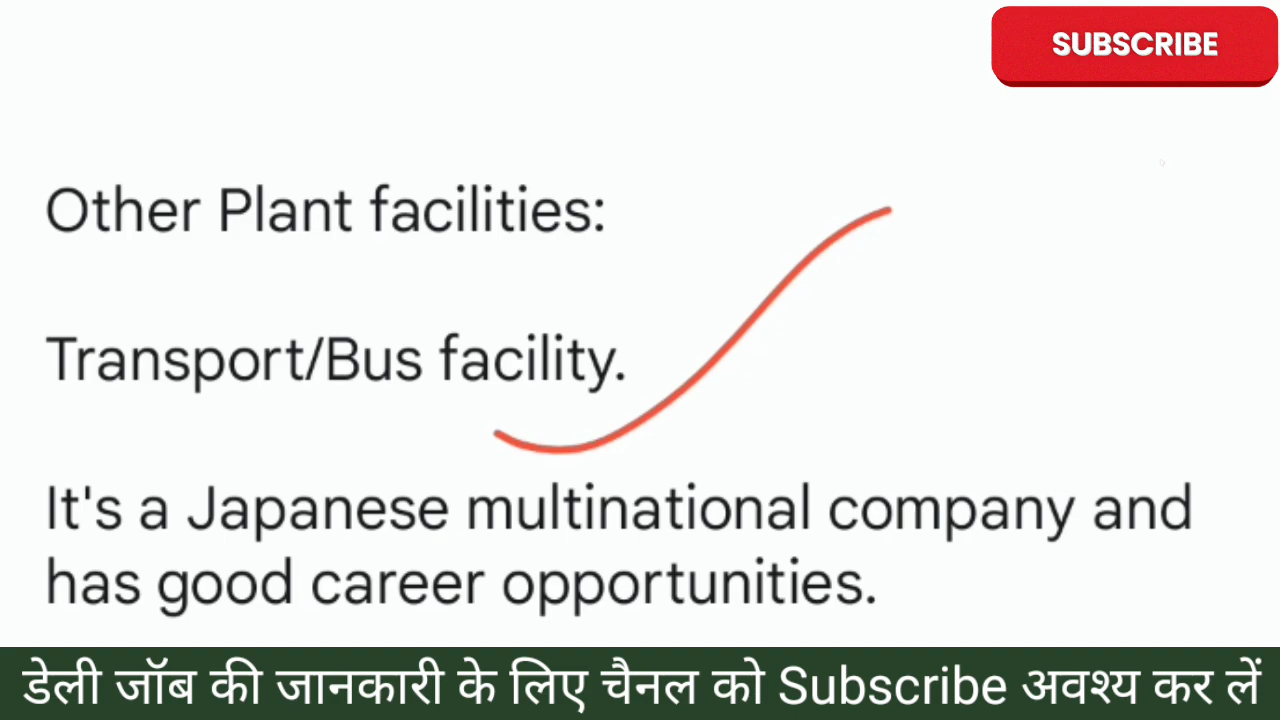 SUBSCRIBE
Other Plant facilities:
Transport/Bus facility.
It's a Japanese multinational company and
has good career opportunities.
डेली जॉब की जानकारी के लिए चैनल को Subscribe अवश्य कर लें